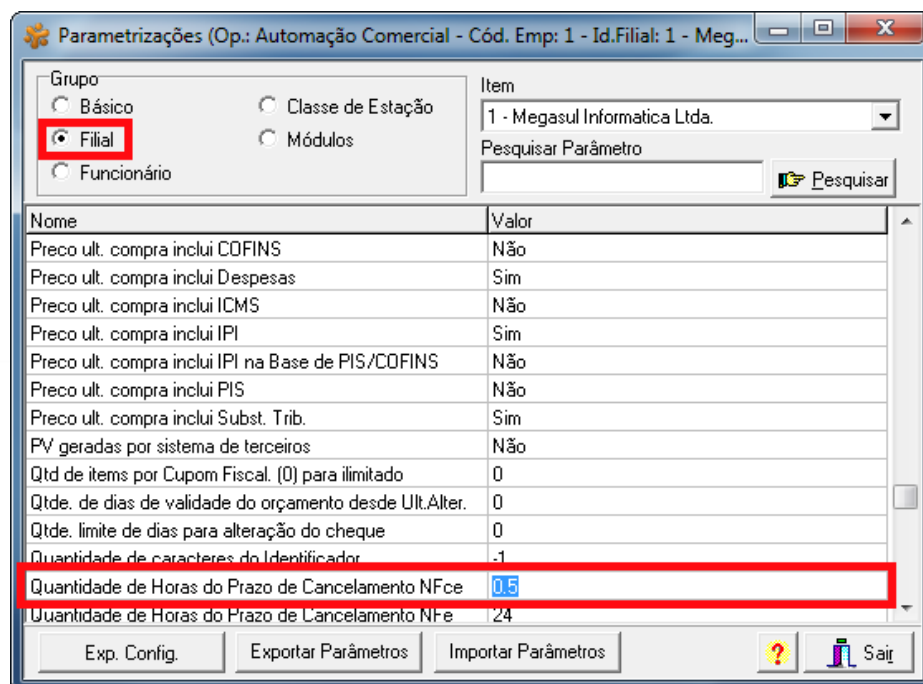 Parametrizações (Op.: Automação Comercial - Cód. Emp: 1 - Id.Filial: 1 - Meg...
Grupo
Básico
Classe de Estação
Filial
Módulos
Funcionário
Item
1 - Megasul Informatica Ltda.
Pesquisar Parâmetro
Pesquisar
Nome Valor
Preco ult. compra inclui COFINS Não
Preco ult. compra inclui Despesas Sim
Preco ult. compra inclui ICMS Não
Preco ult. compra inclui IPI Sim
Preco ult. compra inclui IPI na Base de PIS/COFINS Não
Preco ult. compra inclui PIS Não
Preco ult. compra inclui Subst. Trib. Sim
PV geradas por sistema de terceiros Não
Qtd de items por Cupom Fiscal. (0) para ilimitado 0
Qtde. de dias de validade do orçamento desde Ult.Alter. 0
Qtde. limite de dias para alteração do cheque 0
Quantidade de caracteres do Identificador -1
Quantidade de Horas do Prazo de Cancelamento NFce 0.5
Quantidade de Horas do Prazo de Cancelamento NFe 24
Exp. Config. Exportar Parâmetros Importar Parâmetros ? Sair